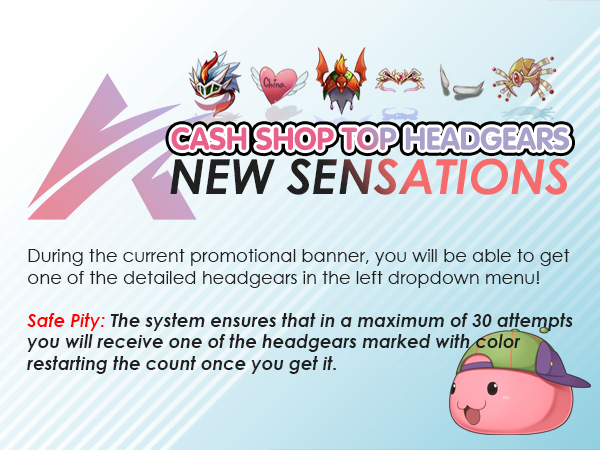 China
CASH SHOP TOP HEADGEARS
NEW SENSATIONS
During the current promotional banner, you will be able to get
one of the detailed headgears in the left dropdown menu!
Safe Pity: The system ensures that in a maximum of 30 attempts
you will receive one of the headgears marked with color
restarting the count once you get it.